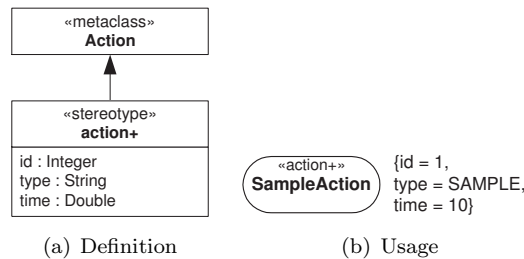 «metaclass»
Action
«stereotype»
action+
id : Integer
type : String
time : Double
«action+»
SampleAction
{id = 1,
type = SAMPLE,
time = 10}
(a) Definition
(b) Usage